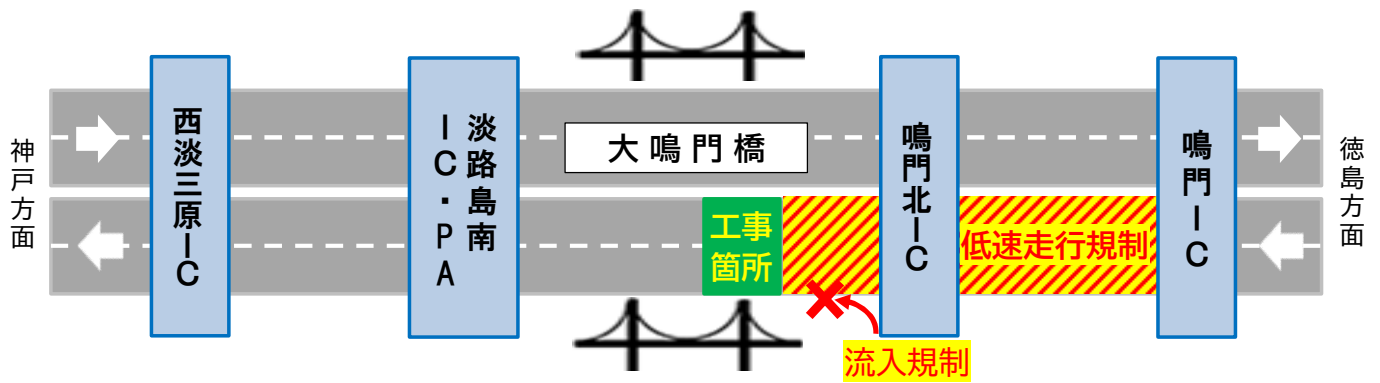 神戸方面
西淡三原IC
淡路島南
IC・PA
大鳴門橋
鳴門北IC
鳴門IC
徳島方面
工事
箇所
低速走行規制
流入規制